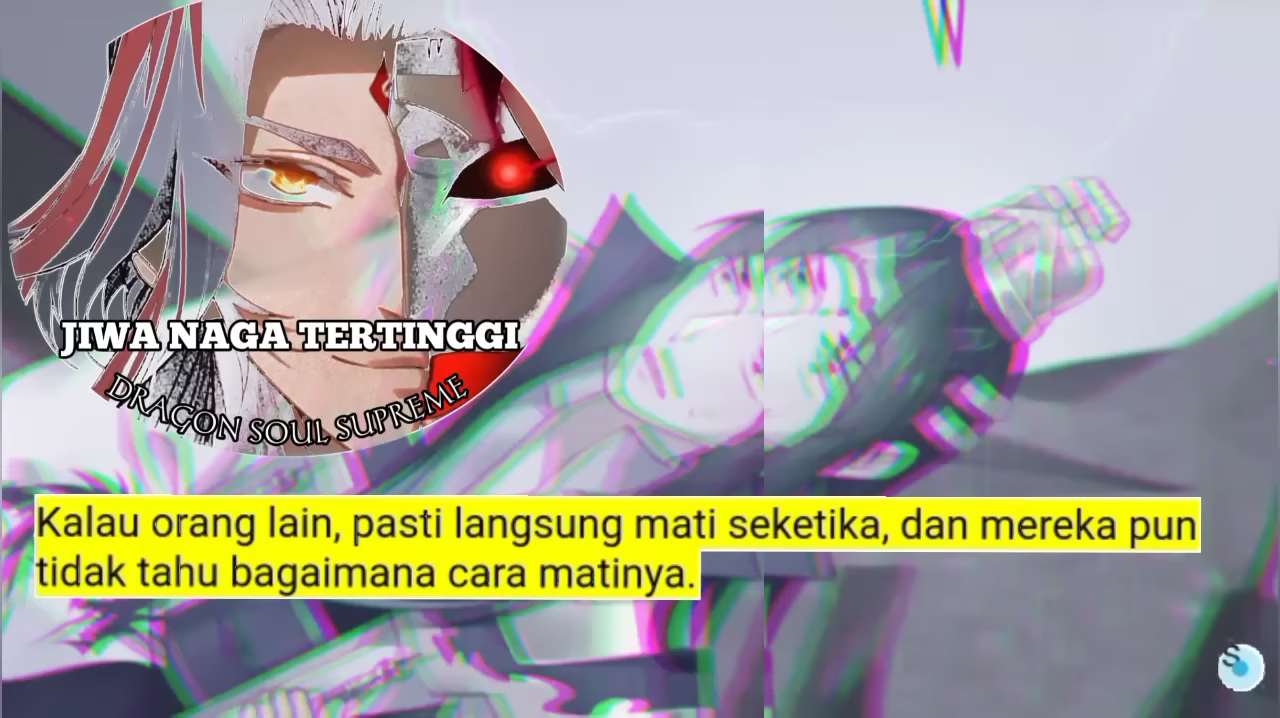 JIWA NAGA TERTINGGI
DRAGON SOUL SUPREME
Kalau orang lain, pasti langsung mati seketika, dan mereka pun
tidak tahu bagaimana cara matinya.